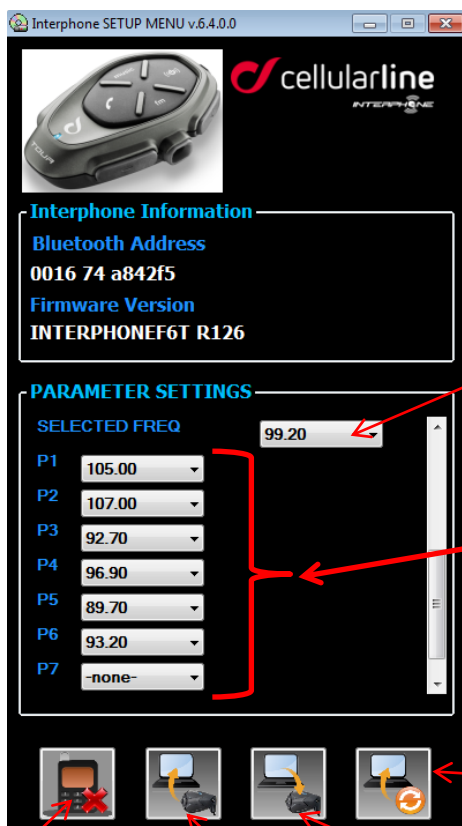 Interphone SETUP MENU v.6.4.0.0
cellularline
INTERPHONE
TOUR
fm
Interphone Information
Bluetooth Address
0016 74 a842f5
Firmware Version
INTERPHONEF6T R126
PARAMETER SETTINGS
SELECTED FREQ 99.20
P1 105.00
P2 107.00
P3 92.70
P4 96.90
P5 89.70
P6 93.20
P7 -none-